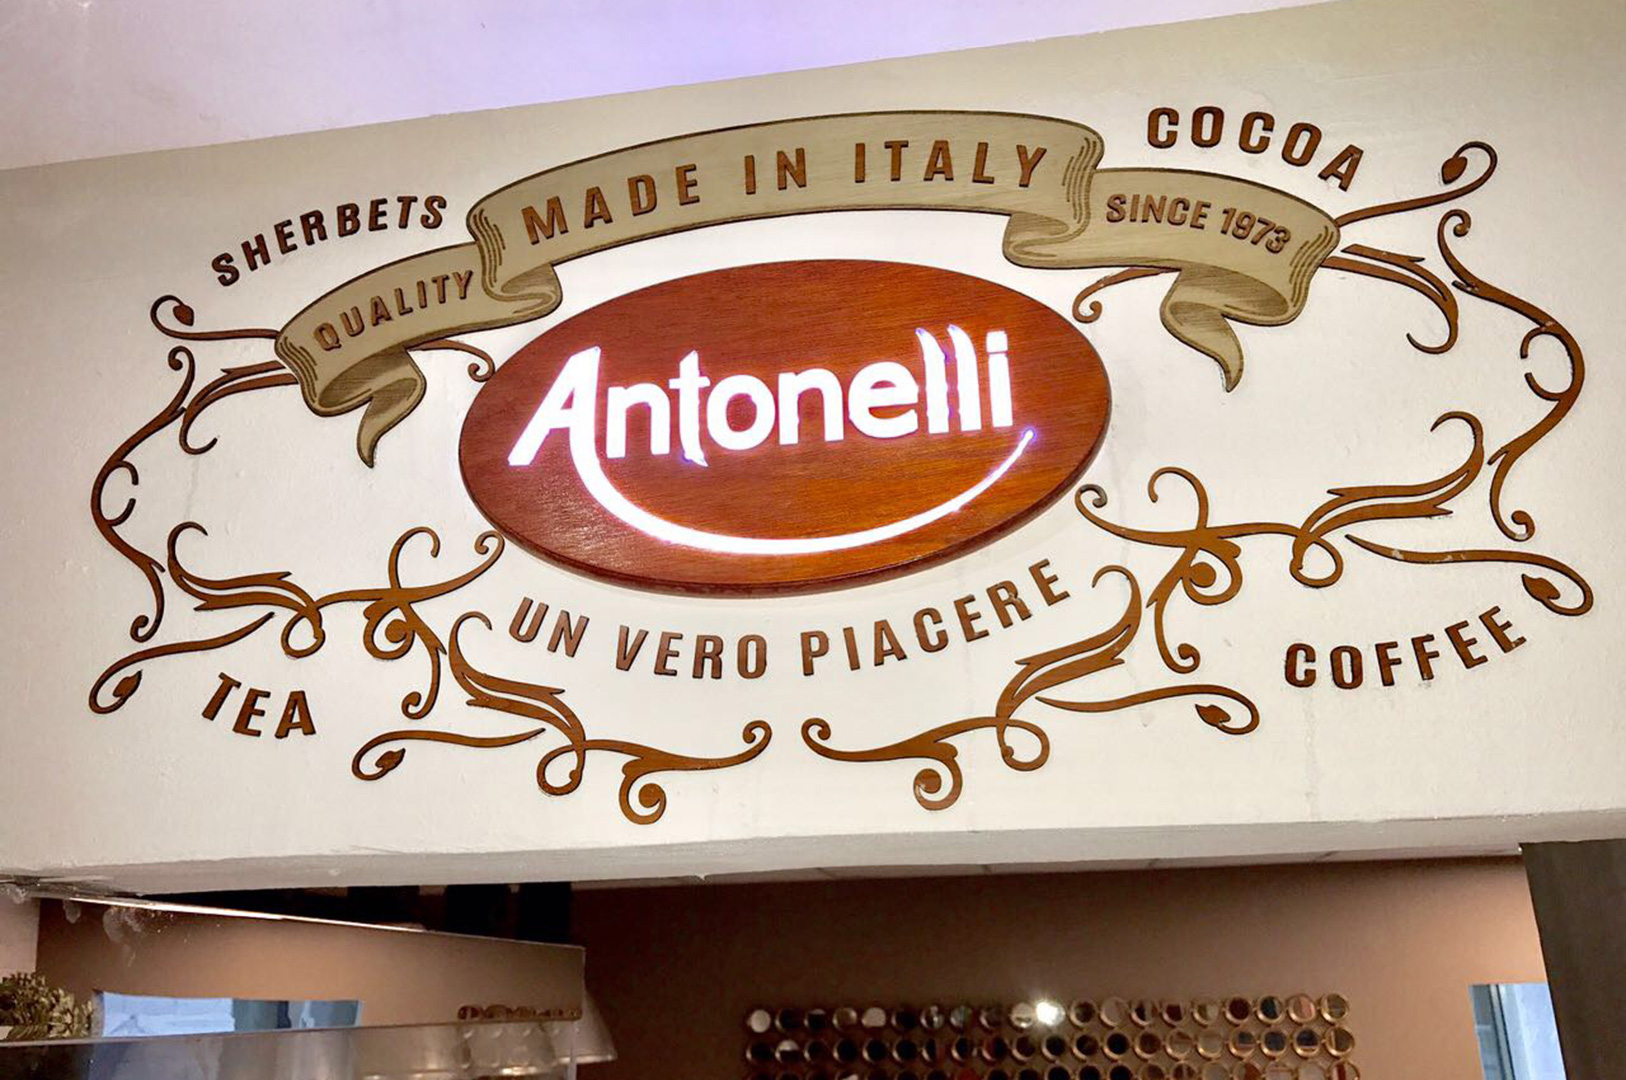 COCOA
SHERBETS
MADE IN ITALY
QUALITY
SINCE 1973
Antonelli
UN VERO PIACERE
TEA
COFFEE